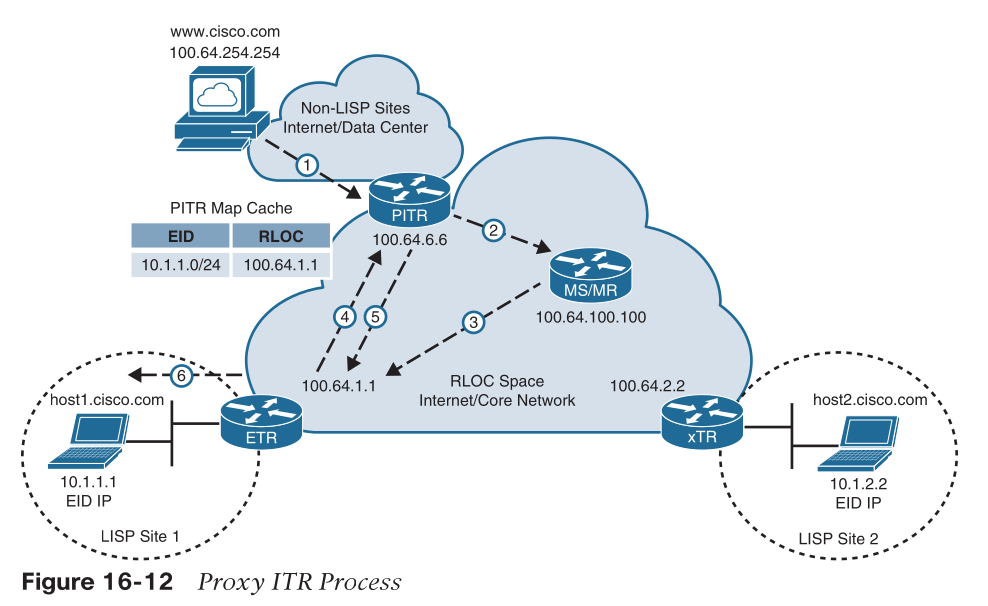 www.cisco.com
100.64.254.254
Non-LISP Sites
Internet/Data Center
1
PITR Map Cache
EID RLOC
10.1.1.0/24 100.64.1.1
PITR
100.64.6.6
2
MS/MR
100.64.100.100
4
5
3
6
100.64.1.1
RLOC Space
Internet/Core Network
100.64.2.2
host1.cisco.com
ETR
10.1.1.1
EID IP
LISP Site 1
xTR
host2.cisco.com
10.1.2.2
EID IP
LISP Site 2
Figure 16-12 Proxy ITR Process